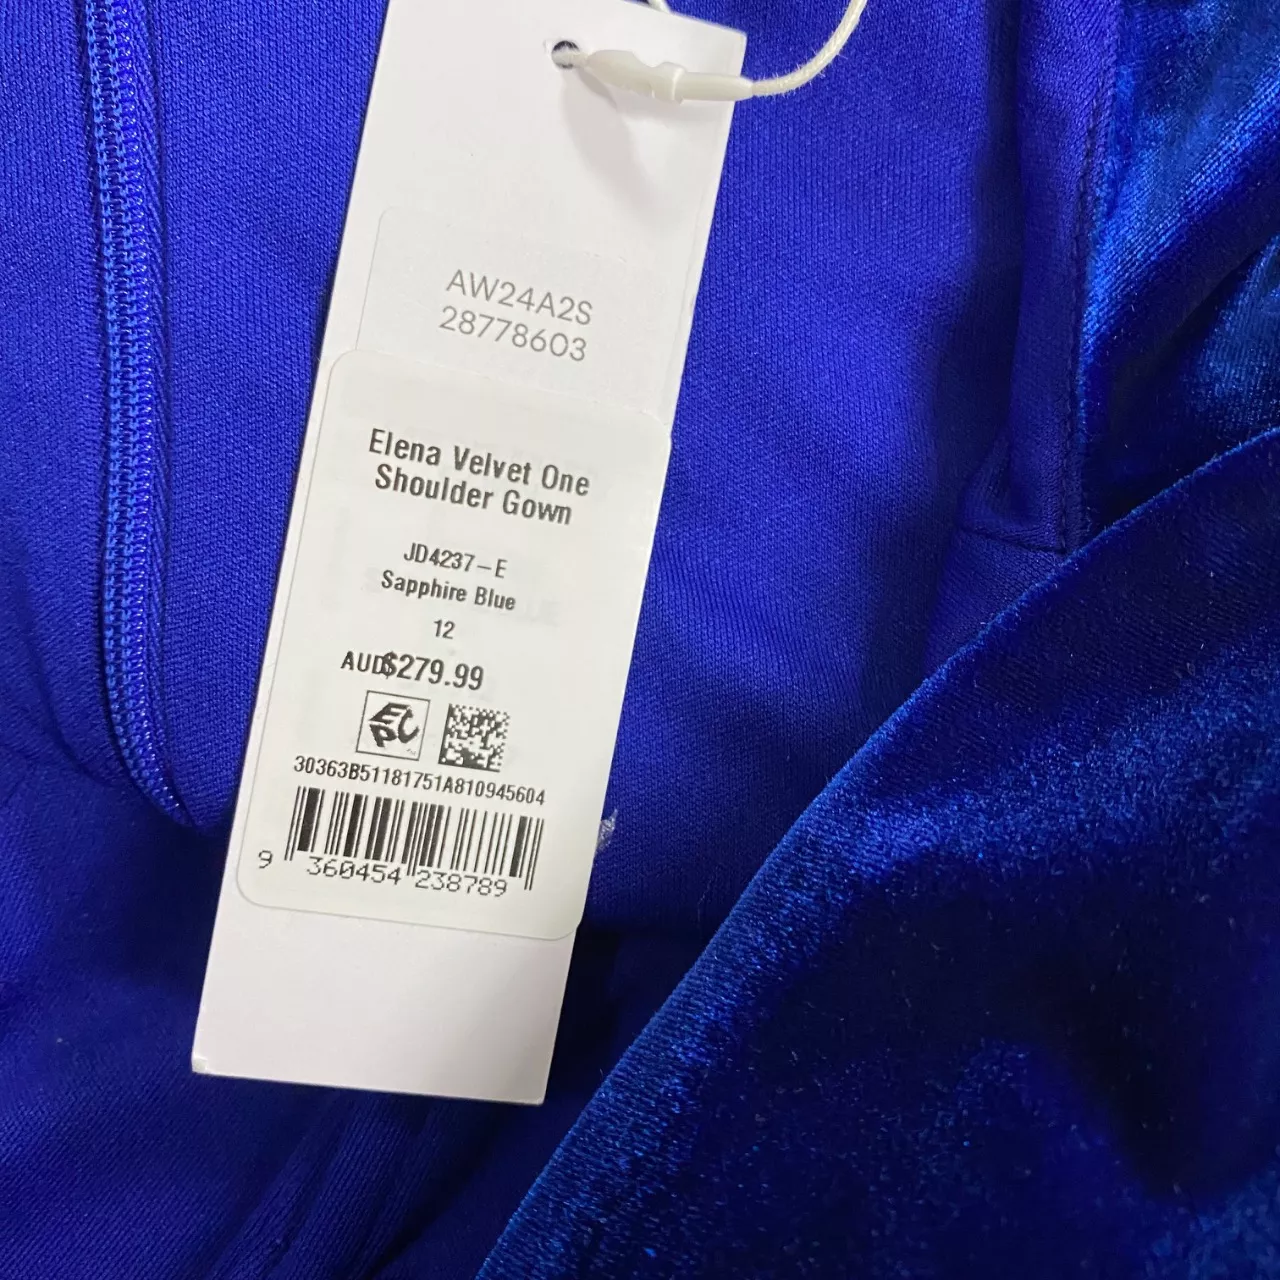 AW24A2S
28778603
Elena Velvet One
Shoulder Gown
JD4237-E
Sapphire Blue
12
AUD$279.99
EPC
30363B51181751A810945604
9 360454 238789